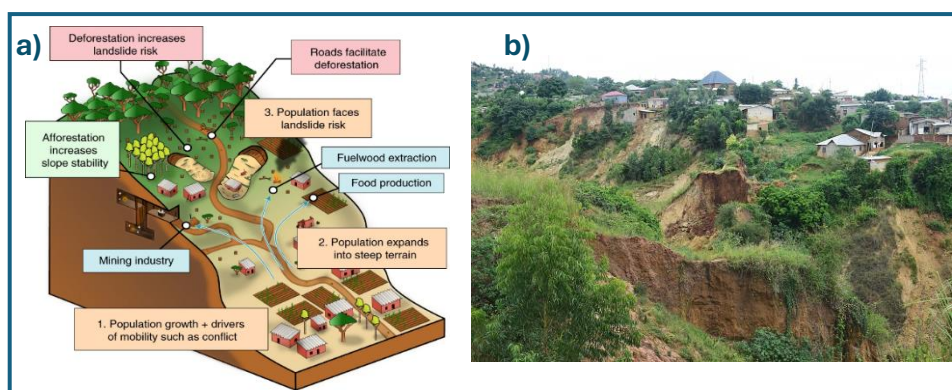 a)
b)
Deforestation increases
landslide risk
Roads facilitate
deforestation
3. Population faces
landslide risk
Afforestation
increases
slope stability
Fuelwood extraction
Food production
Mining industry
2. Population expands
into steep terrain
1. Population growth + drivers
of mobility such as conflict